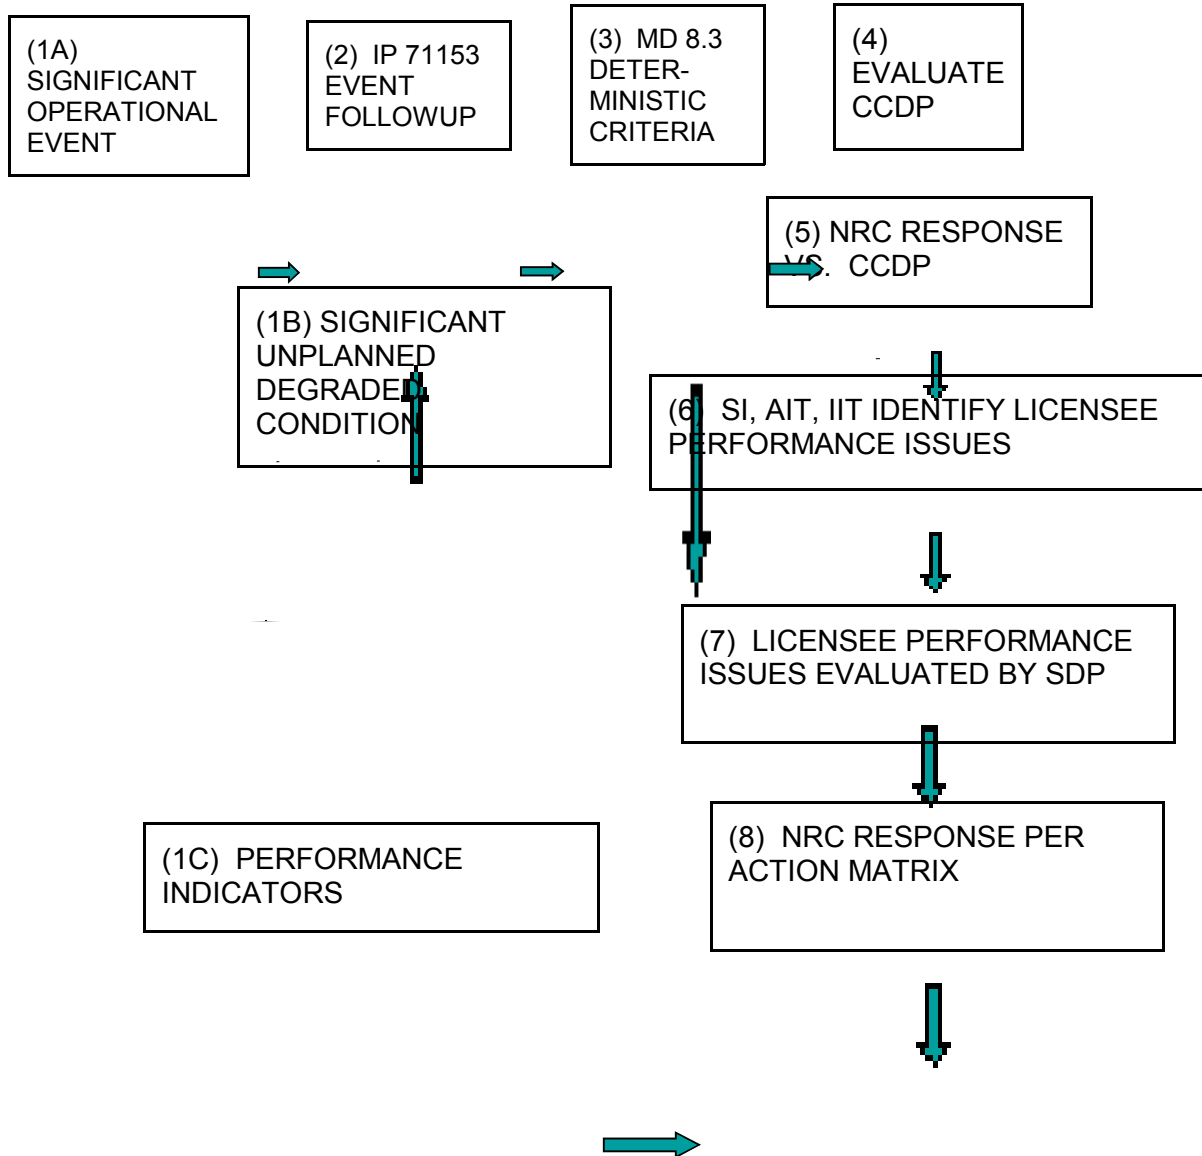 (1A)
SIGNIFICANT
OPERATIONAL
EVENT
(2) IP 71153
EVENT
FOLLOWUP
(3) MD 8.3
DETER-
MINISTIC
CRITERIA
(4)
EVALUATE
CCDP
(5) NRC RESPONSE
VS. CCDP
(1B) SIGNIFICANT
UNPLANNED
DEGRADED
CONDITION
(6) SI, AIT, IIT IDENTIFY LICENSEE
PERFORMANCE ISSUES
(7) LICENSEE PERFORMANCE
ISSUES EVALUATED BY SDP
(1C) PERFORMANCE
INDICATORS
(8) NRC RESPONSE PER
ACTION MATRIX